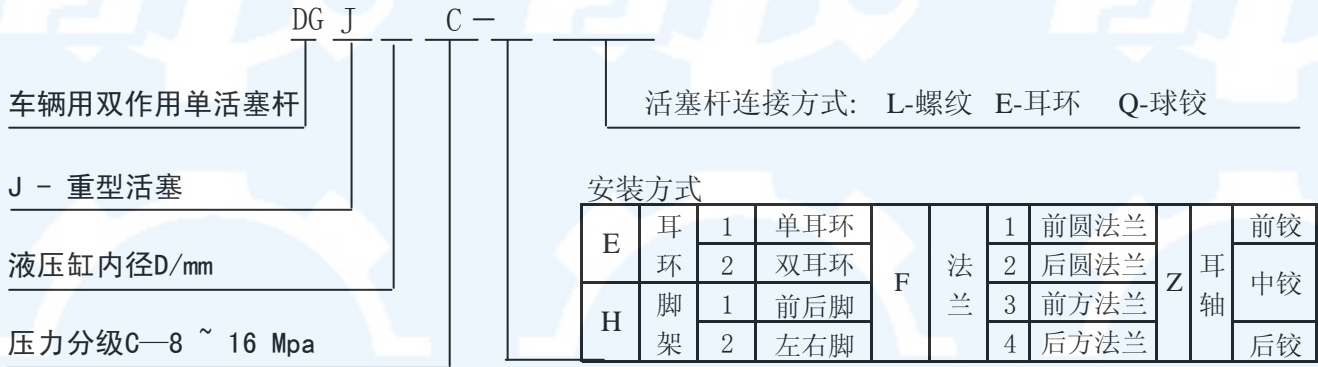 DG J C —
车辆用双作用单活塞杆
活塞杆连接方式: L-螺纹 E-耳环 Q-球铰
J - 重型活塞
安装方式
E 耳环 1 单耳环 F 法兰 1 前圆法兰 Z 耳轴 前铰
2 双耳环 2 后圆法兰 中铰
液压缸内径D/mm
H 脚架 1 前后脚 3 前方法兰
2 左右脚 4 后方法兰 后铰
压力分级C—8 ~ 16 Mpa